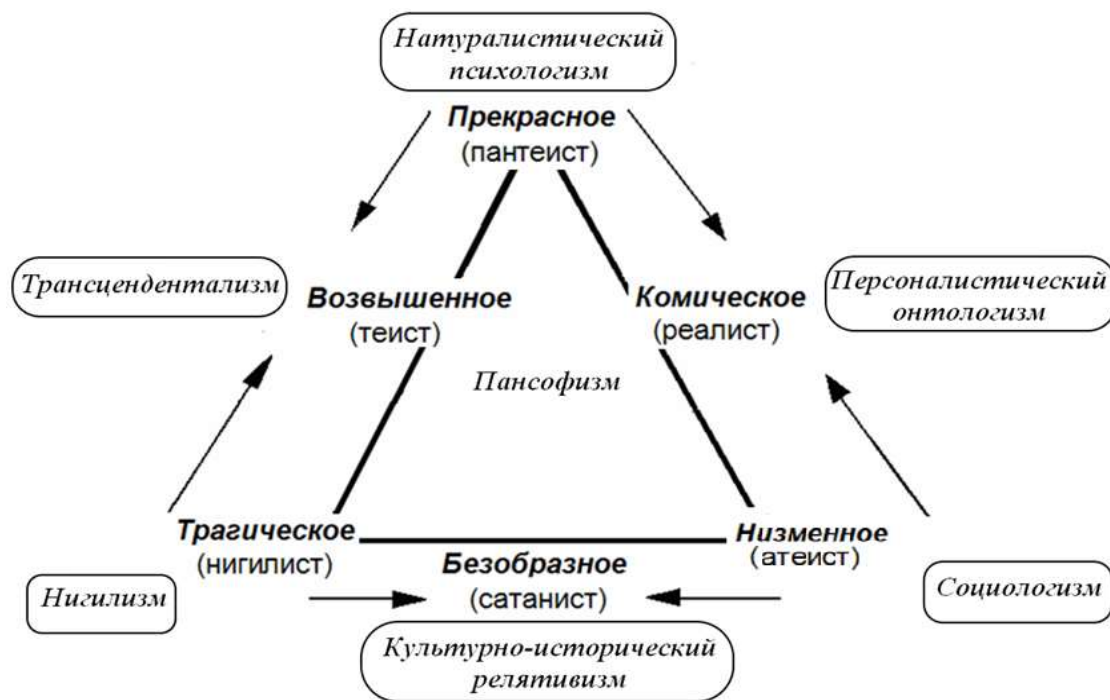 Натуралистический
психологизм
Прекрасное
(пантеист)
Трансцендентализм
Возвышенное
(теист)
Комическое
(реалист)
Персоналистический
онтологизм
Пансофизм
Трагическое
(нигилист)
Низменное
(атеист)
Безобразное
(сатанист)
Нигилизм
Социологизм
Культурно-исторический
релятивизм